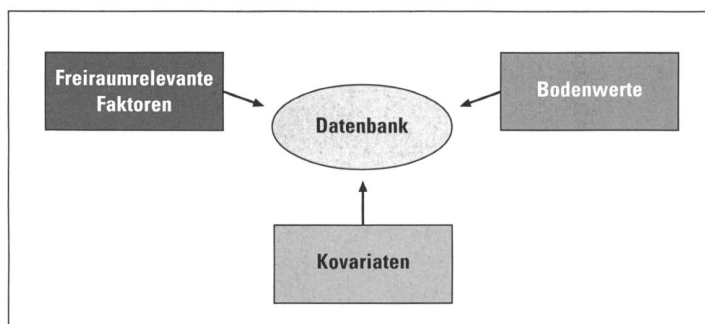 Freiraumrelevante
Faktoren
Bodenwerte
Datenbank
Kovariaten